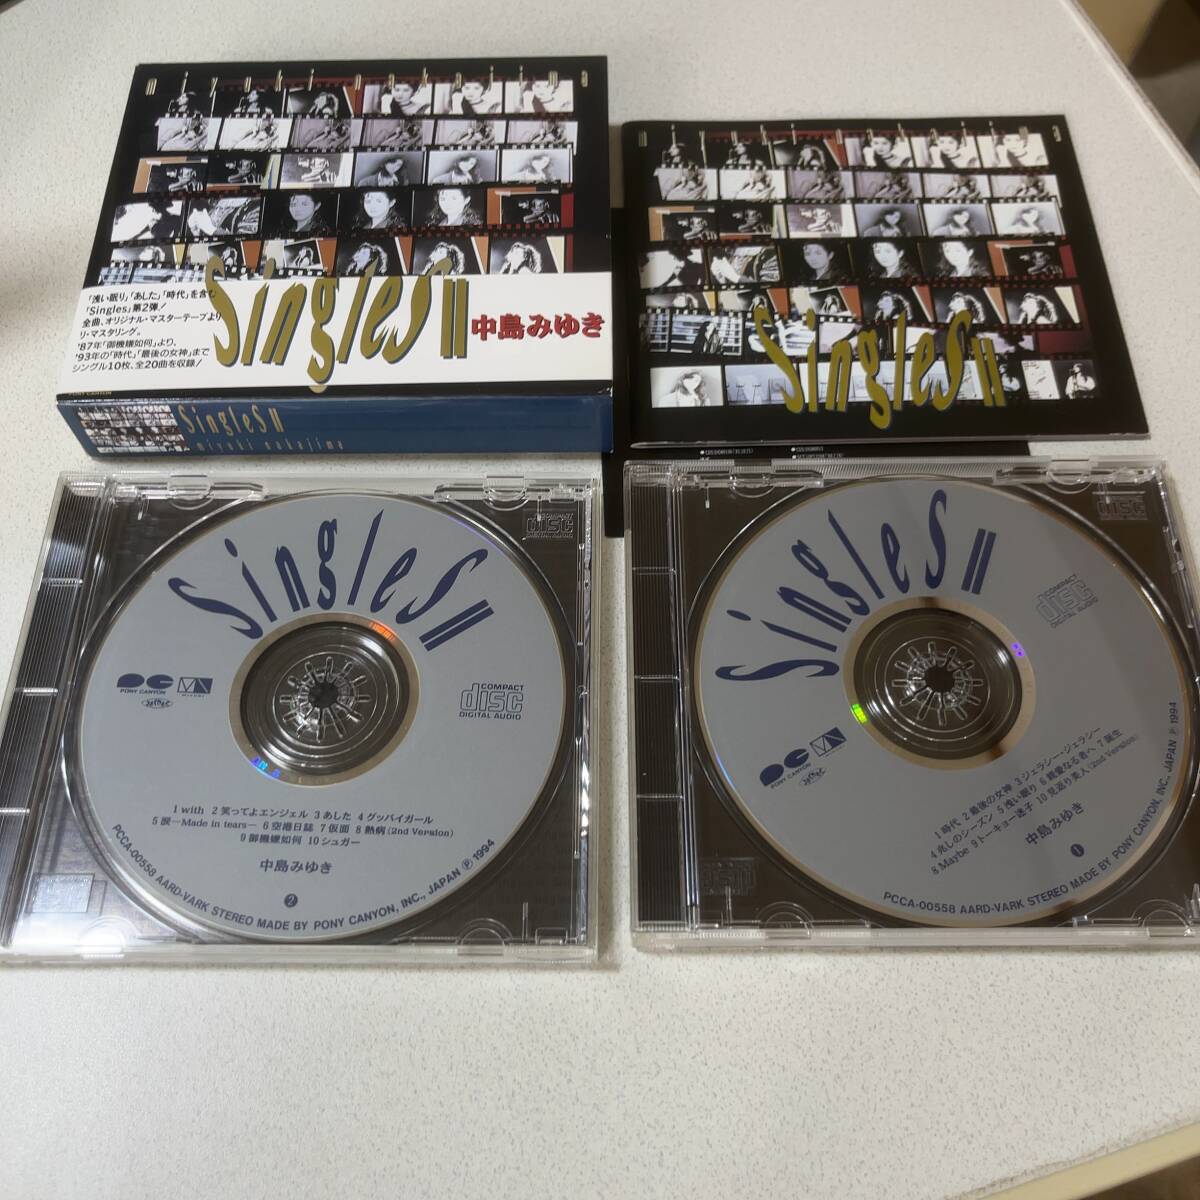 miyuki nakajima
Singles II
「浅い眠り」「あした」「時代」を含む
「Singles」第2弾!
全曲、オリジナル・マスターテープより
リ・マスタリング。
'87年「御機嫌如何」より、
'93年の「時代」「最後の女神」まで
シングル10枚、全20曲を収録!
中島みゆき
PONY CANYON
Singles II
miyuki nakajima
miyuki nakajima
Singles II
Singles II
PONY CANYON
COMPACT
disc
DIGITAL AUDIO
1 with 2 笑ってよエンジェル 3 あした 4 グッバイガール
5 涙―Made in tears― 6 空港日誌 7 仮面 8 熱病(2nd Version)
9 御機嫌如何 10 シュガー
中島みゆき
2
PCCA-00558 AARD-VARK STEREO MADE BY PONY CANYON, INC., JAPAN Ⓟ 1994
Singles II
COMPACT
disc
DIGITAL AUDIO
PONY CANYON
1 時代 2 最後の女神 3 ジェラシー・ジェラシー
4 兆しのシーズン 5 浅い眠り 6 親愛なる者へ 7 誕生
8 Maybe 9 トーキョー迷子 10 見返り美人(2nd Version)
中島みゆき
1
PCCA-00558 AARD-VARK STEREO MADE BY PONY CANYON, INC., JAPAN Ⓟ 1994